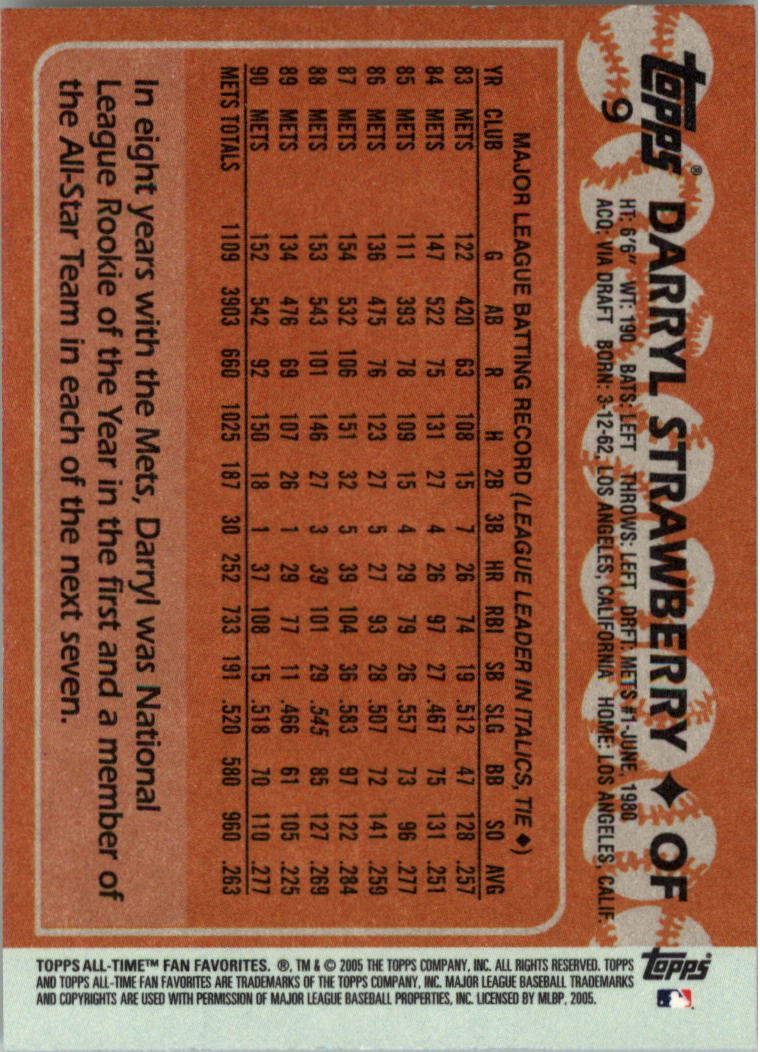 Topps®
9
DARRYL STRAWBERRY ♦ OF
HT: 6'6" WT: 190 BATS: LEFT THROWS: LEFT DRFT: METS #1-JUNE, 1980
ACQ: VIA DRAFT BORN: 3-12-62, LOS ANGELES, CALIFORNIA HOME: LOS ANGELES, CALIF.
MAJOR LEAGUE BATTING RECORD (LEAGUE LEADER IN ITALICS, TIE ♦)
YR CLUB G AB R H 2B 3B HR RBI SB SLG BB SO AVG
83 METS 122 420 63 108 15 7 26 74 19 .512 47 128 .257
84 METS 147 522 75 131 27 4 26 97 27 .467 75 131 .251
85 METS 111 393 78 109 15 4 29 79 26 .557 73 96 .277
86 METS 136 475 76 123 27 5 27 93 28 .507 72 141 .259
87 METS 154 532 106 151 32 5 39 104 36 .583 97 122 .284
88 METS 153 543 101 146 27 3 39 101 29 .545 85 127 .269
89 METS 134 476 69 107 26 1 29 77 11 .466 61 105 .225
90 METS 152 542 92 150 18 1 37 108 15 .518 70 110 .277
METS TOTALS 1109 3903 660 1025 187 30 252 733 191 .520 580 960 .263
In eight years with the Mets, Darryl was National
League Rookie of the Year in the first and a member of
the All-Star Team in each of the next seven.
TOPPS ALL-TIME™ FAN FAVORITES. ®, TM & © 2005 THE TOPPS COMPANY, INC. ALL RIGHTS RESERVED. TOPPS
AND TOPPS ALL-TIME FAN FAVORITES ARE TRADEMARKS OF THE TOPPS COMPANY, INC. MAJOR LEAGUE BASEBALL TRADEMARKS
AND COPYRIGHTS ARE USED WITH PERMISSION OF MAJOR LEAGUE BASEBALL PROPERTIES, INC. LICENSED BY MLBP, 2005.
Topps®